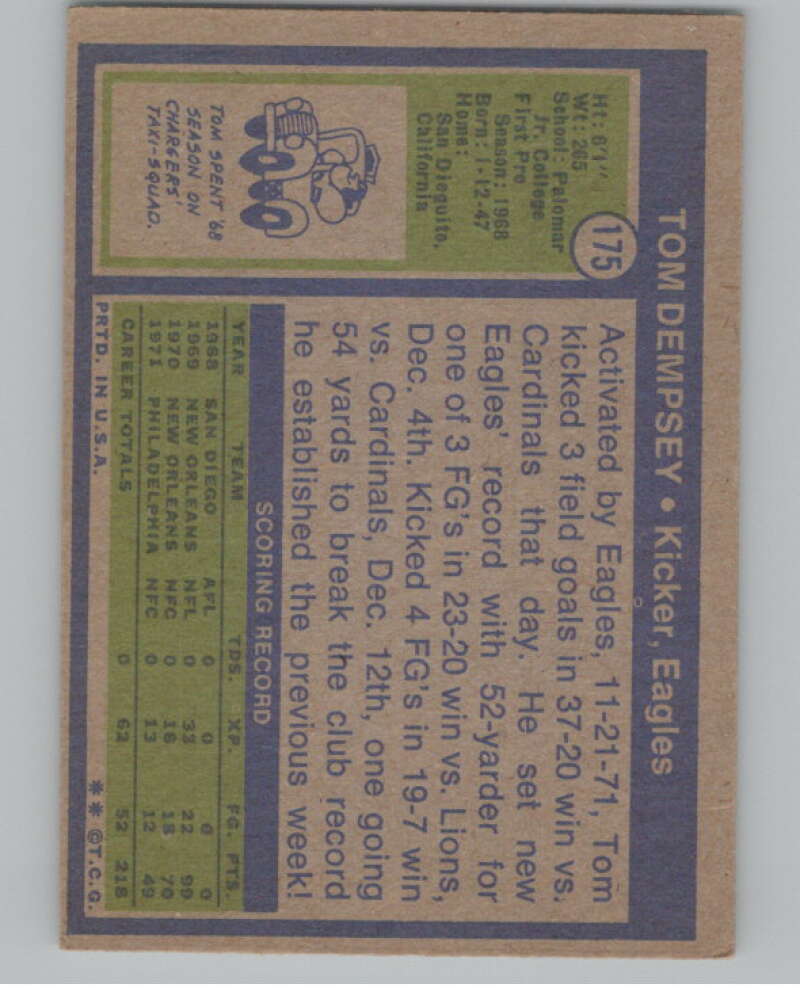 TOM DEMPSEY • Kicker, Eagles
175
Ht: 6'1"
Wt: 265
School: Palomar
Jr. College
First Pro
Season: 1968
Born: 1-12-47
Home:
San Dieguito,
California
TOM SPENT '68
SEASON ON
CHARGERS'
TAXI-SQUAD.
Activated by Eagles, 11-21-71, Tom
kicked 3 field goals in 37-20 win vs.
Cardinals that day. He set new
Eagles' record with 52-yarder for
one of 3 FG's in 23-20 win vs. Lions,
Dec. 4th. Kicked 4 FG's in 19-7 win
vs. Cardinals, Dec. 12th, one going
54 yards to break the club record
he established the previous week!
SCORING RECORD
YEAR TEAM TDS. XP. FG. PTS.
1968 SAN DIEGO AFL 0 0 0 0
1969 NEW ORLEANS NFL 0 33 22 99
1970 NEW ORLEANS NFC 0 16 18 70
1971 PHILADELPHIA NFC 0 13 12 49
CAREER TOTALS 0 62 52 218
PRTD. IN U.S.A. ** ©T.C.G.